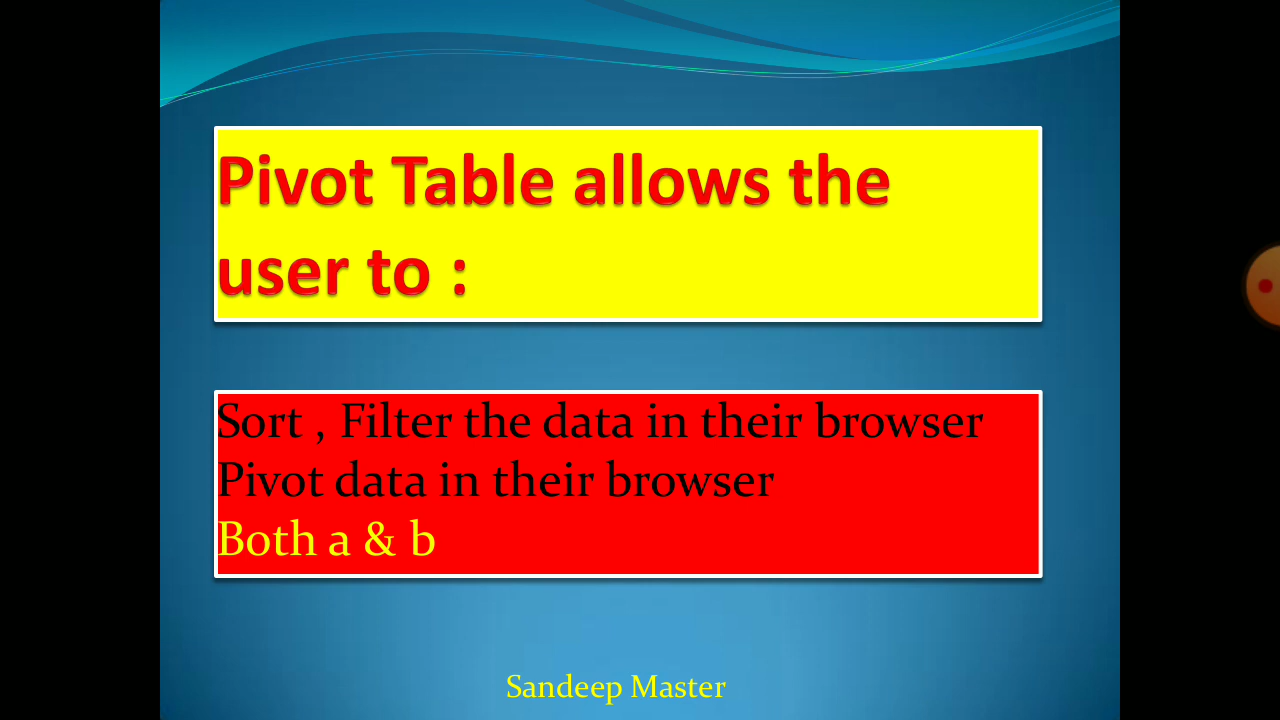 Pivot Table allows the
user to :
Sort , Filter the data in their browser
Pivot data in their browser
Both a & b
Sandeep Master